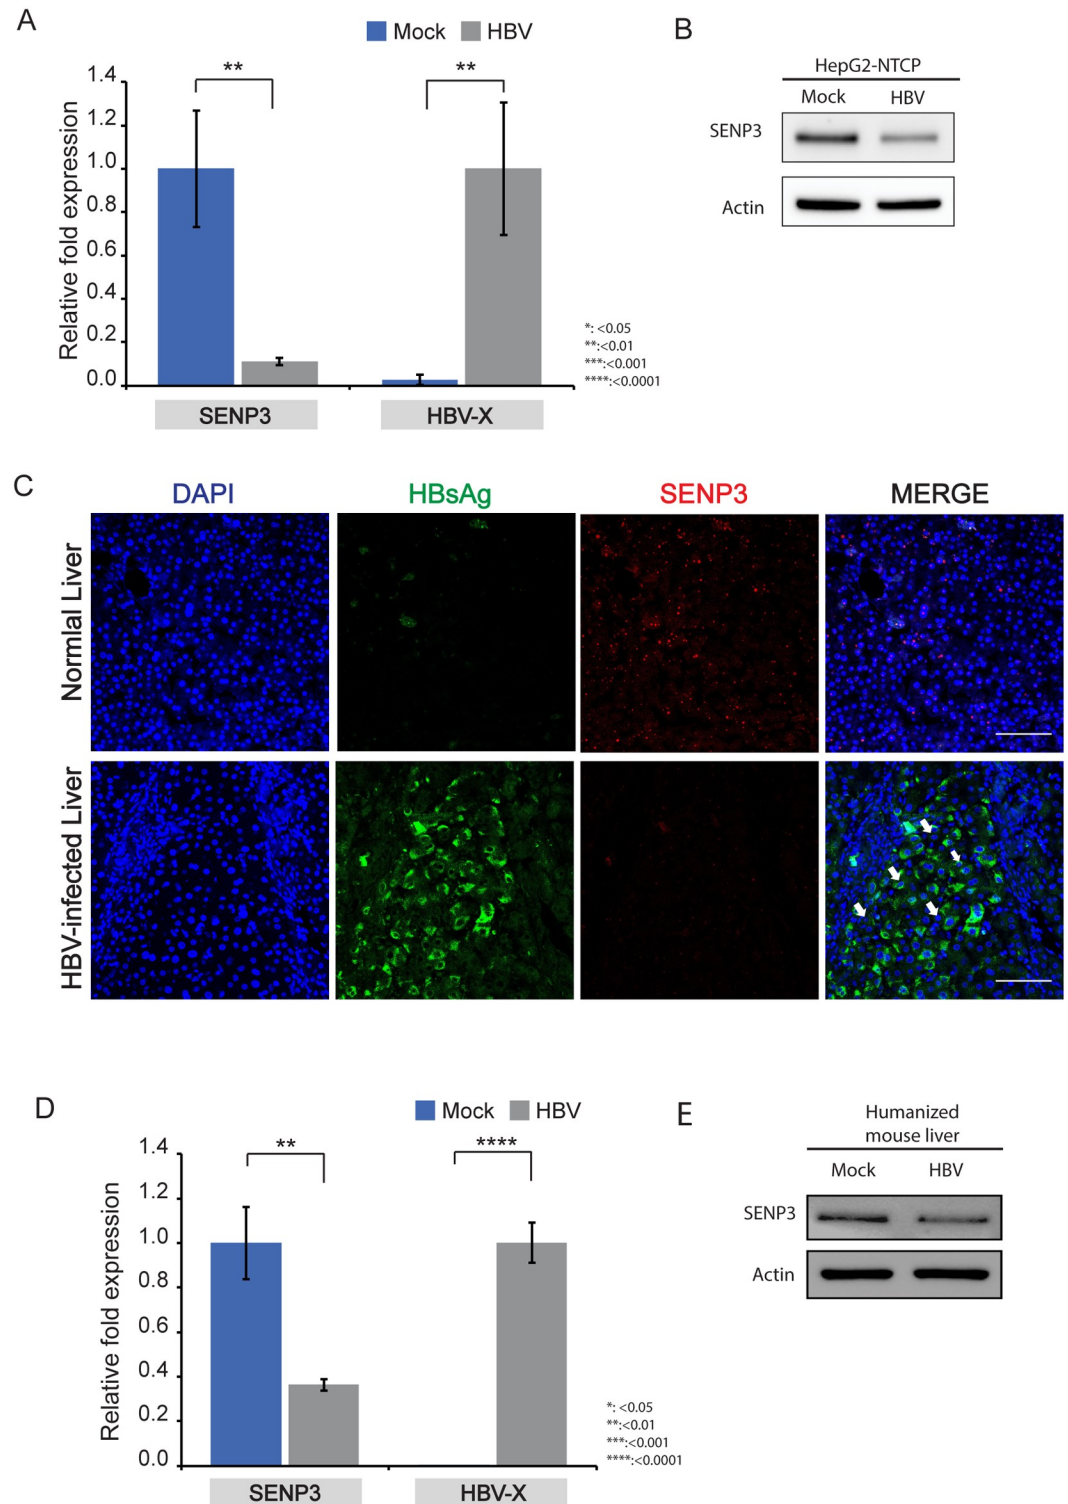 A
Mock HBV
** **
Relative fold expression
1.4
1.2
1.0
0.8
0.6
0.4
0.2
0.0
SENP3 HBV-X
*: <0.05
**:<0.01
***:<0.001
****:<0.0001
B
HepG2-NTCP
Mock HBV
SENP3
Actin
C
DAPI HBsAg SENP3 MERGE
Normlal Liver
HBV-infected Liver
D
Mock HBV
** ****
Relative fold expression
1.4
1.2
1.0
0.8
0.6
0.4
0.2
0.0
SENP3 HBV-X
*: <0.05
**:<0.01
***:<0.001
****:<0.0001
E
Humanized
mouse liver
Mock HBV
SENP3
Actin